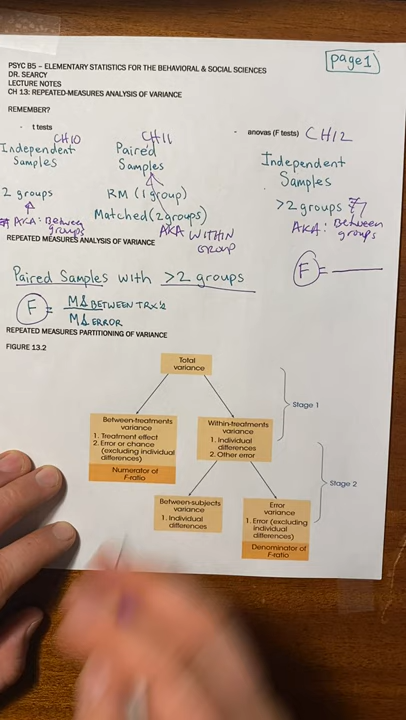 page 1
PSYC B5 – ELEMENTARY STATISTICS FOR THE BEHAVIORAL & SOCIAL SCIENCES
DR. SEARCY
LECTURE NOTES
CH 13: REPEATED-MEASURES ANALYSIS OF VARIANCE
REMEMBER?
- t tests
CH10
Independent
Samples
2 groups
AKA: Between
groups
CH11
Paired
Samples
RM (1 group)
Matched (2 groups)
AKA WITHIN
GROUP
- anovas (F tests) CH12
Independent
Samples
>2 groups
AKA: Between
groups
F =
REPEATED MEASURES ANALYSIS OF VARIANCE
Paired Samples with >2 groups
F = MS BETWEEN TRX's
MS ERROR
REPEATED MEASURES PARTITIONING OF VARIANCE
FIGURE 13.2
Total
variance
Stage 1
Between-treatments
variance
1. Treatment effect
2. Error or chance
(excluding individual
differences)
Numerator of
F-ratio
Within-treatments
variance
1. Individual
differences
2. Other error
Stage 2
Between-subjects
variance
1. Individual
differences
Error
variance
1. Error (excluding
individual
differences)
Denominator of
F-ratio